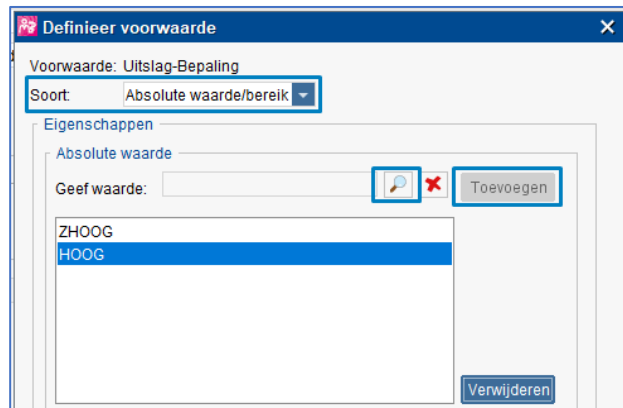 Definieer voorwaarde
Voorwaarde: Uitslag-Bepaling
Soort: Absolute waarde/bereik
Eigenschappen
Absolute waarde
Geef waarde: Toevoegen
ZHOOG
HOOG
Verwijderen